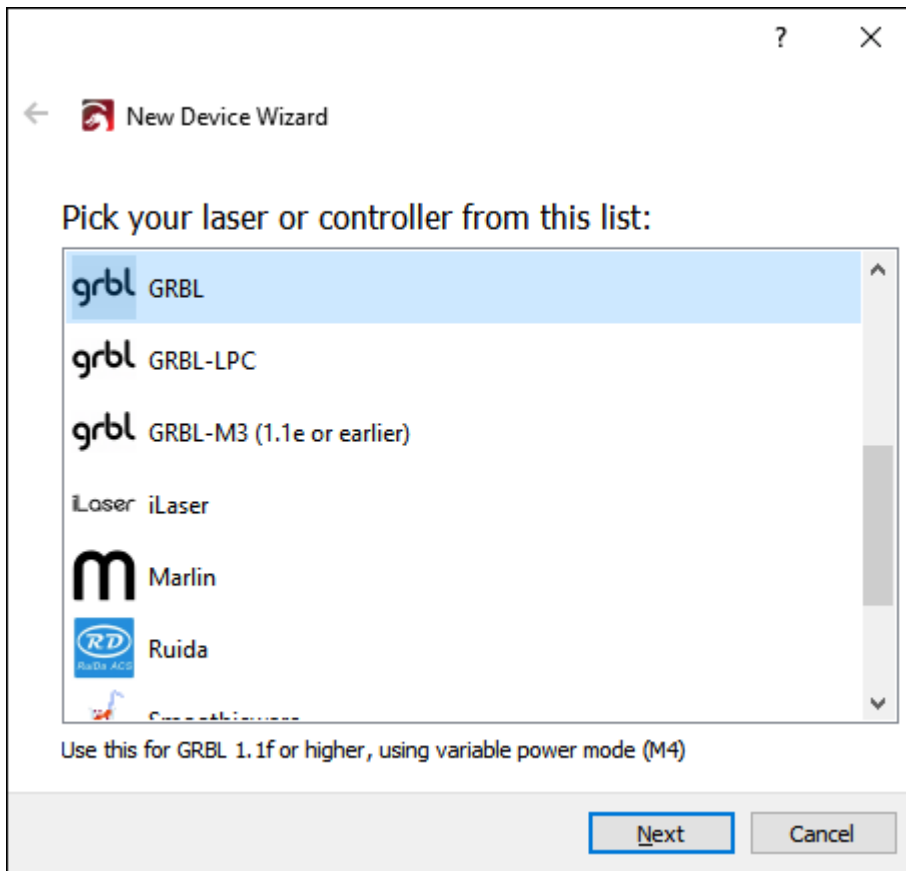 ?
New Device Wizard
Pick your laser or controller from this list:
grbl GRBL
grbl GRBL-LPC
grbl GRBL-M3 (1.1e or earlier)
iLaser iLaser
m Marlin
RD RuiDa ACS Ruida
Use this for GRBL 1.1f or higher, using variable power mode (M4)
Next Cancel